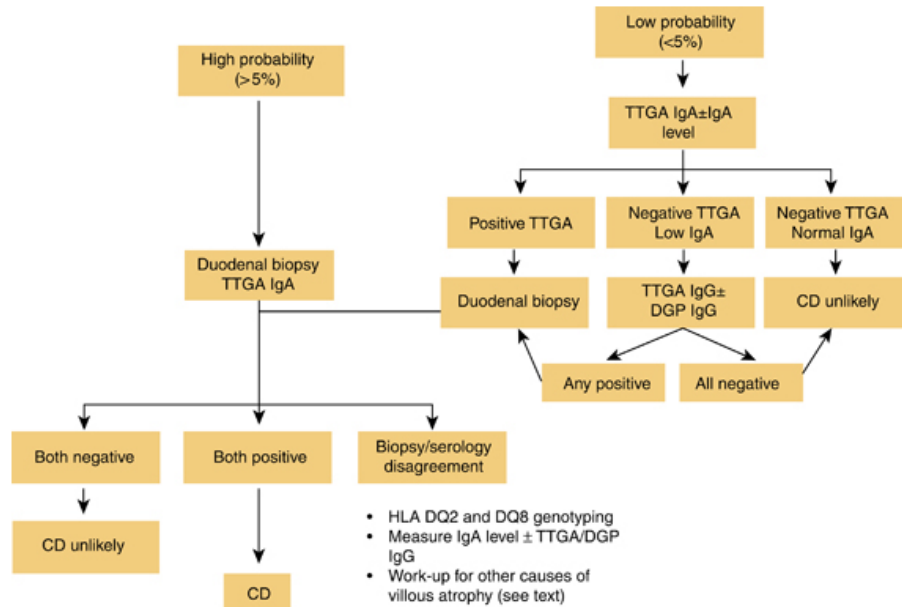 Low probability
(<5%)
High probability
(>5%)
TTGA IgA±IgA
level
Positive TTGA
Negative TTGA
Low IgA
Negative TTGA
Normal IgA
Duodenal biopsy
TTGA IgA
Duodenal biopsy
TTGA IgG±
DGP IgG
CD unlikely
Any positive
All negative
Both negative
Both positive
Biopsy/serology
disagreement
CD unlikely
CD
• HLA DQ2 and DQ8 genotyping
• Measure IgA level ± TTGA/DGP
IgG
• Work-up for other causes of
villous atrophy (see text)